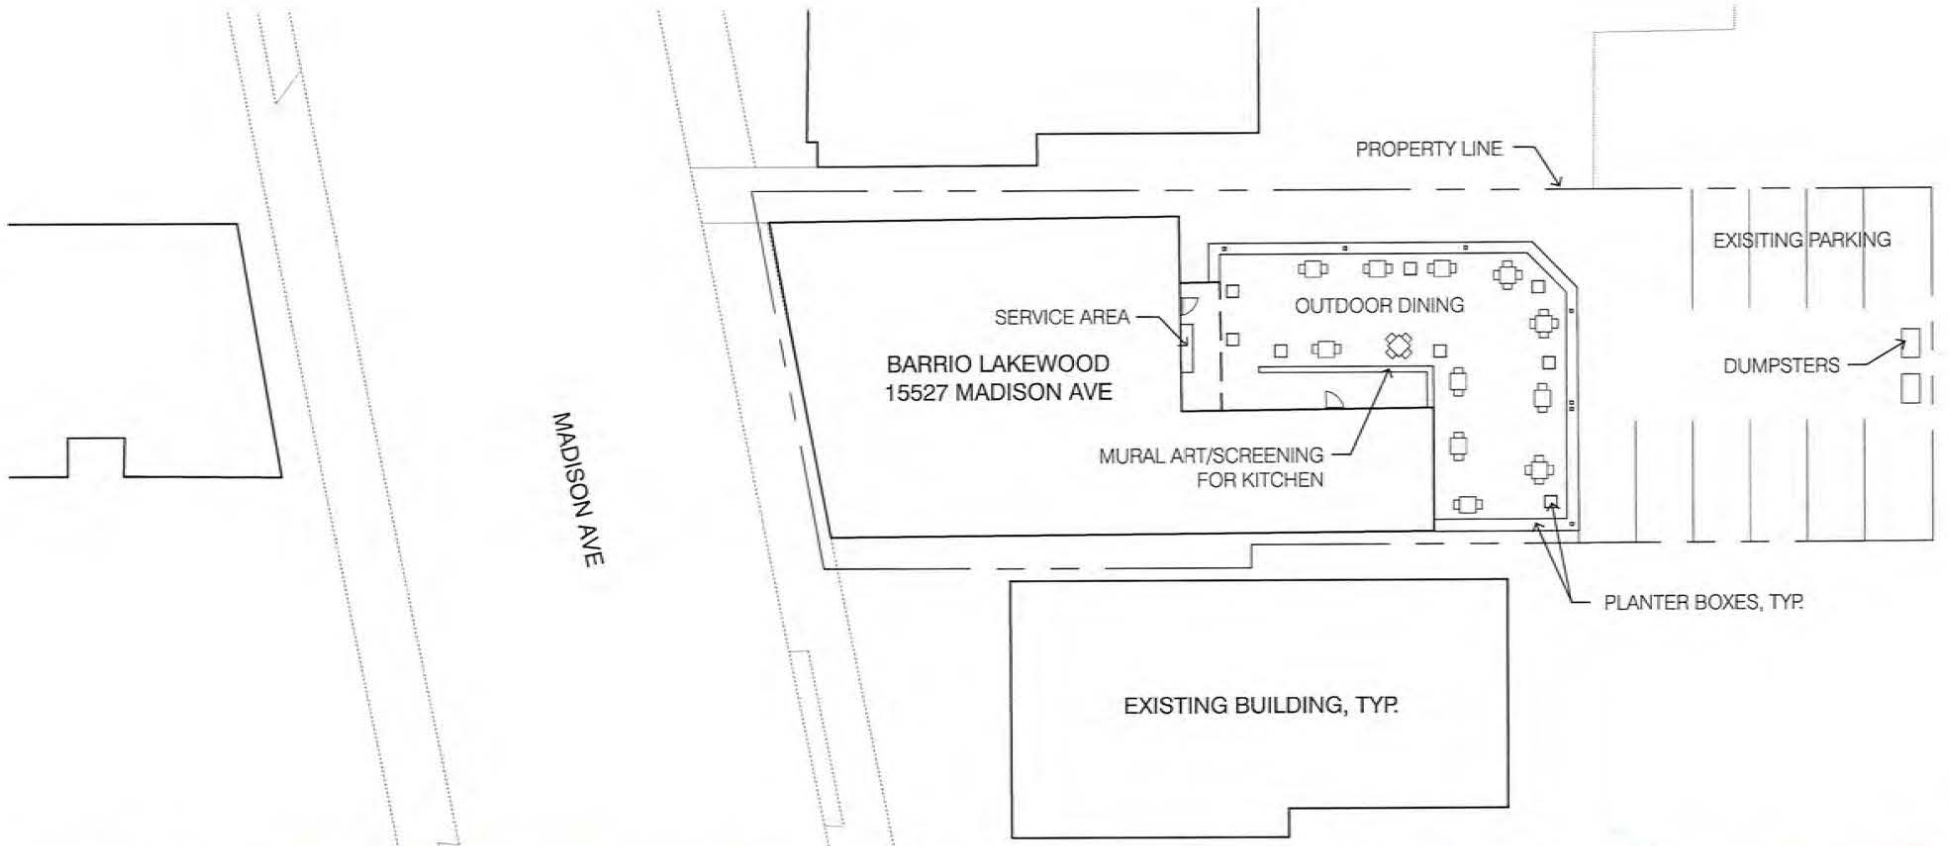 PROPERTY LINE
EXISITING PARKING
OUTDOOR DINING
SERVICE AREA
BARRIO LAKEWOOD
15527 MADISON AVE
DUMPSTERS
MADISON AVE
MURAL ART/SCREENING
FOR KITCHEN
PLANTER BOXES, TYP.
EXISTING BUILDING, TYP.